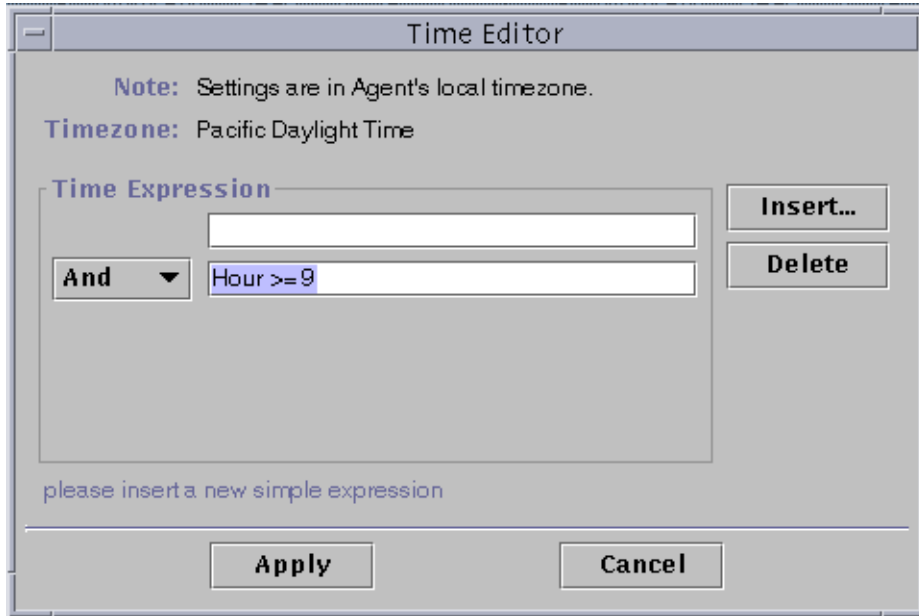 Time Editor
Note: Settings are in Agent's local timezone.
Timezone: Pacific Daylight Time
Time Expression
Insert...
And Hour >= 9
Delete
please insert a new simple expression
Apply Cancel